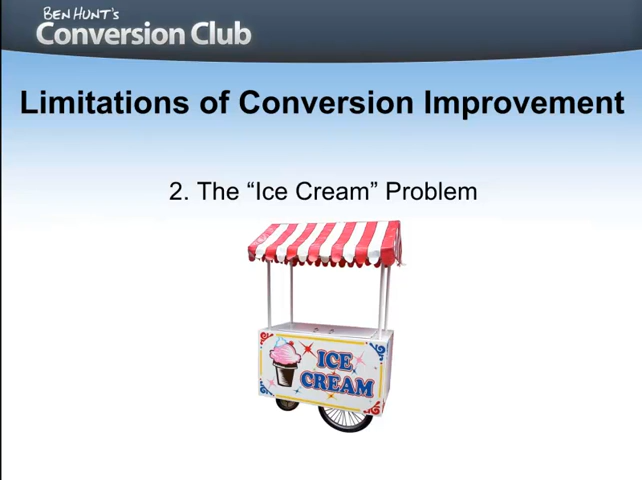 BEN HUNT'S
Conversion Club
Limitations of Conversion Improvement
2. The “Ice Cream” Problem
ICE
CREAM